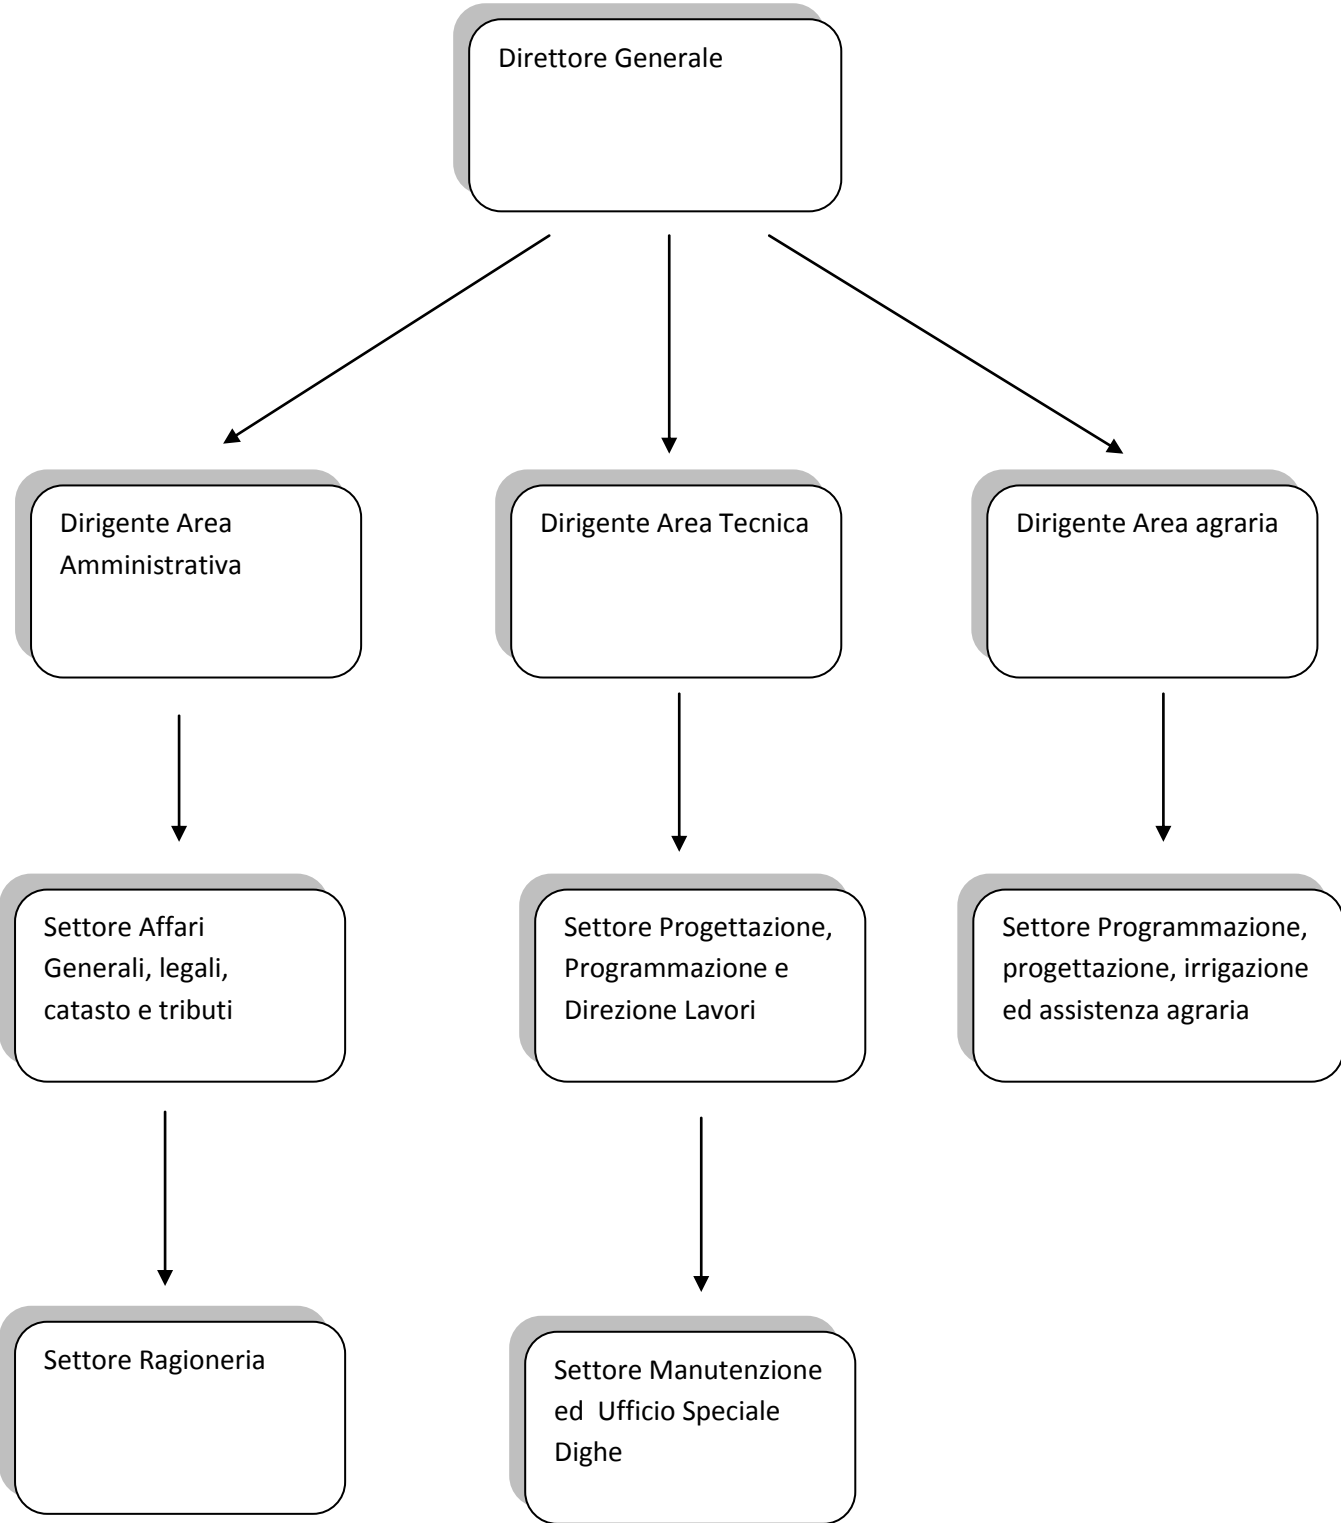 Direttore Generale
Dirigente Area
Amministrativa
Dirigente Area Tecnica
Dirigente Area agraria
Settore Affari
Generali, legali,
catasto e tributi
Settore Progettazione,
Programmazione e
Direzione Lavori
Settore Programmazione,
progettazione, irrigazione
ed assistenza agraria
Settore Ragioneria
Settore Manutenzione
ed  Ufficio Speciale
Dighe